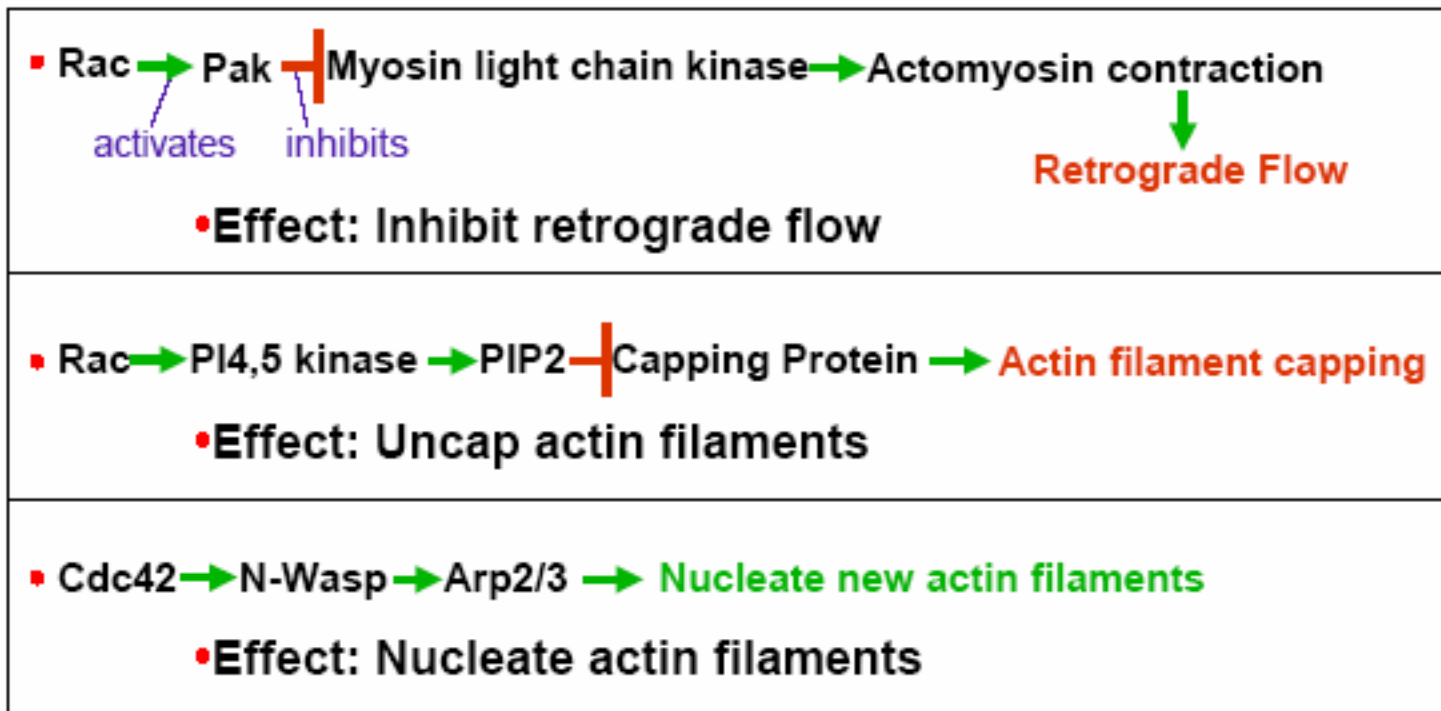 Rac Pak Myosin light chain kinase Actomyosin contraction
activates inhibits
Retrograde Flow
•Effect: Inhibit retrograde flow
Rac PI4,5 kinase PIP2 Capping Protein Actin filament capping
•Effect: Uncap actin filaments
Cdc42 N-Wasp Arp2/3 Nucleate new actin filaments
•Effect: Nucleate actin filaments